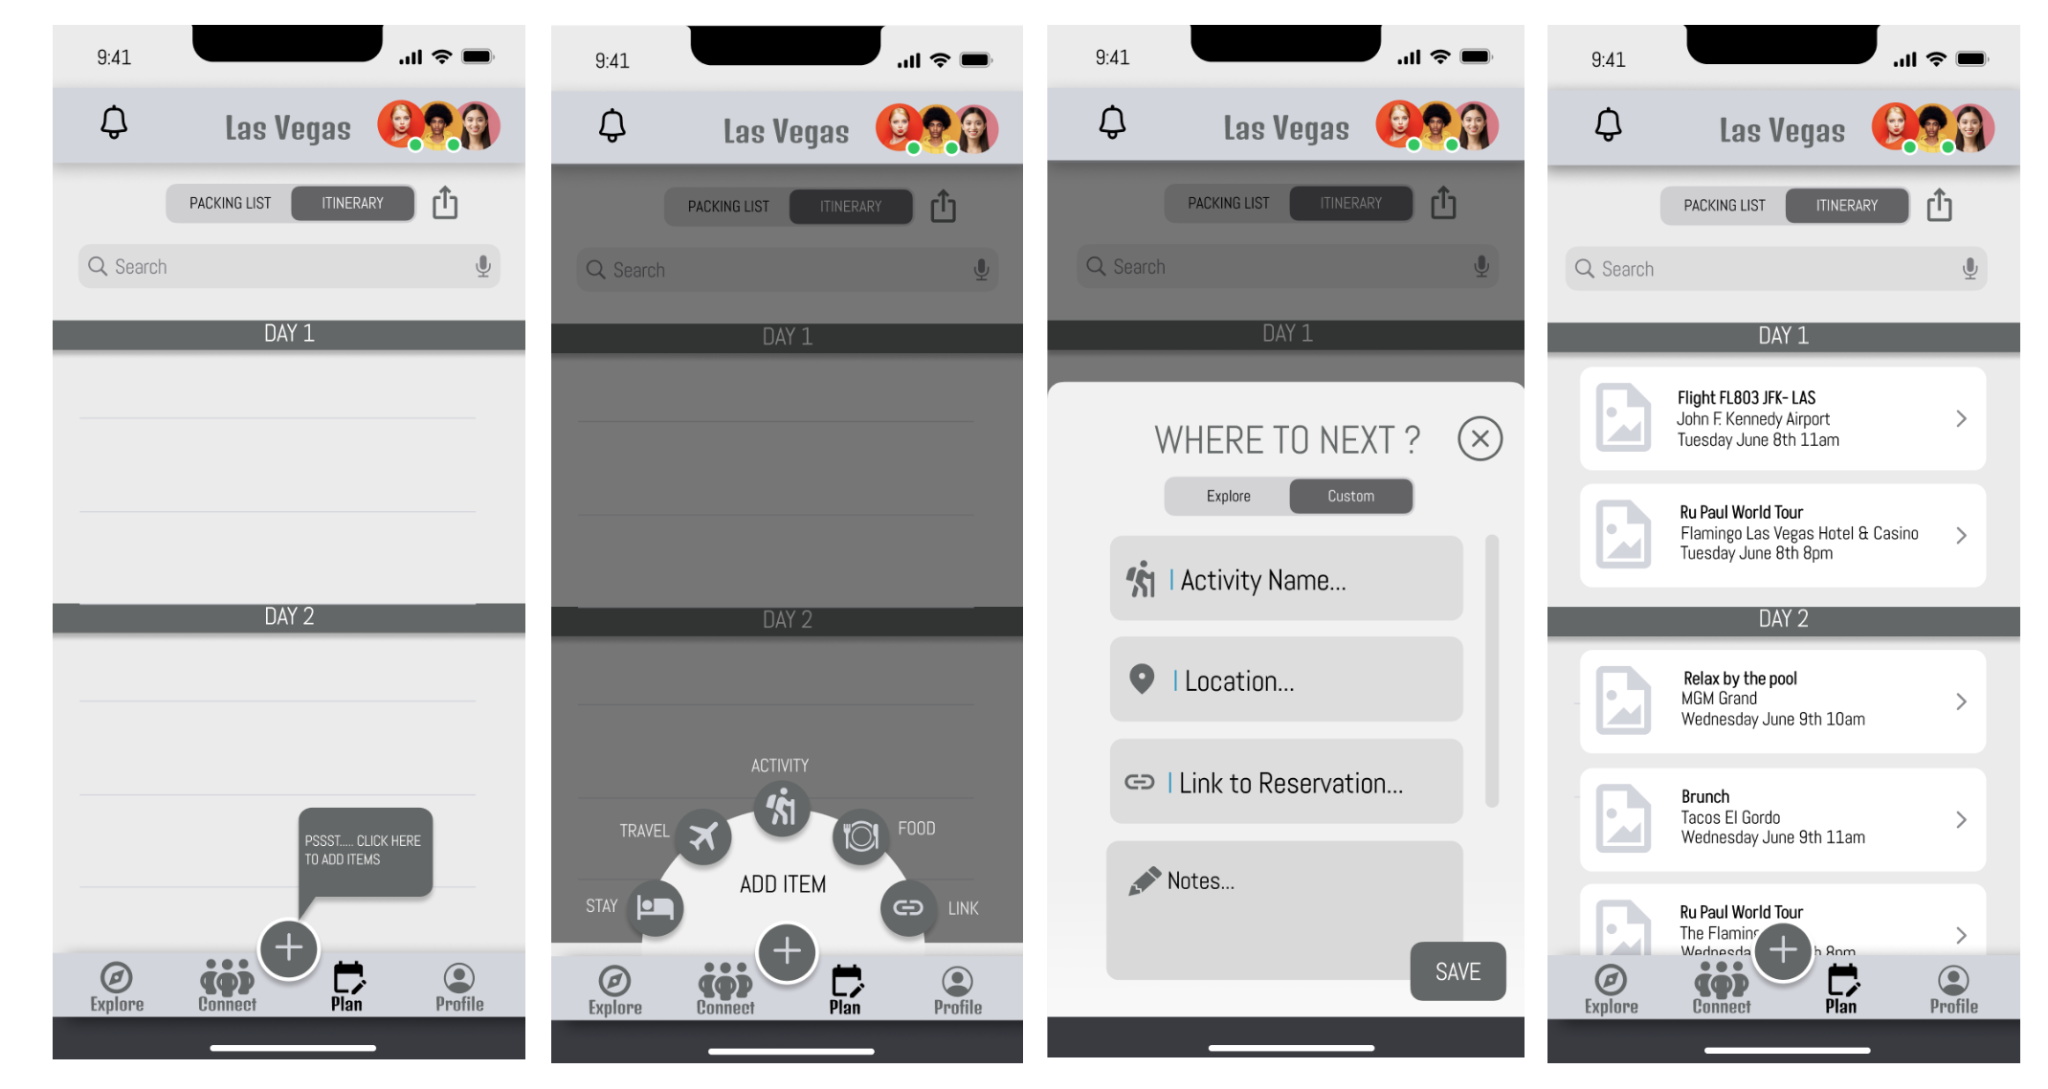 9:41
Las Vegas
PACKING LIST ITINERARY
Search
DAY 1
DAY 2
PSSST..... CLICK HERE
TO ADD ITEMS
Explore Connect Plan Profile
9:41
Las Vegas
PACKING LIST ITINERARY
Search
DAY 1
DAY 2
ACTIVITY
TRAVEL FOOD
ADD ITEM
STAY LINK
Explore Connect Plan Profile
9:41
Las Vegas
PACKING LIST ITINERARY
Search
DAY 1
WHERE TO NEXT ?
Explore Custom
Activity Name...
Location...
Link to Reservation...
Notes...
SAVE
9:41
Las Vegas
PACKING LIST ITINERARY
Search
DAY 1
Flight FL803 JFK- LAS
John F. Kennedy Airport
Tuesday June 8th 11am
Ru Paul World Tour
Flamingo Las Vegas Hotel & Casino
Tuesday June 8th 8pm
DAY 2
Relax by the pool
MGM Grand
Wednesday June 9th 10am
Brunch
Tacos El Gordo
Wednesday June 9th 11am
Ru Paul World Tour
The Flamin
Wednesda h 8pm
Explore Connect Plan Profile